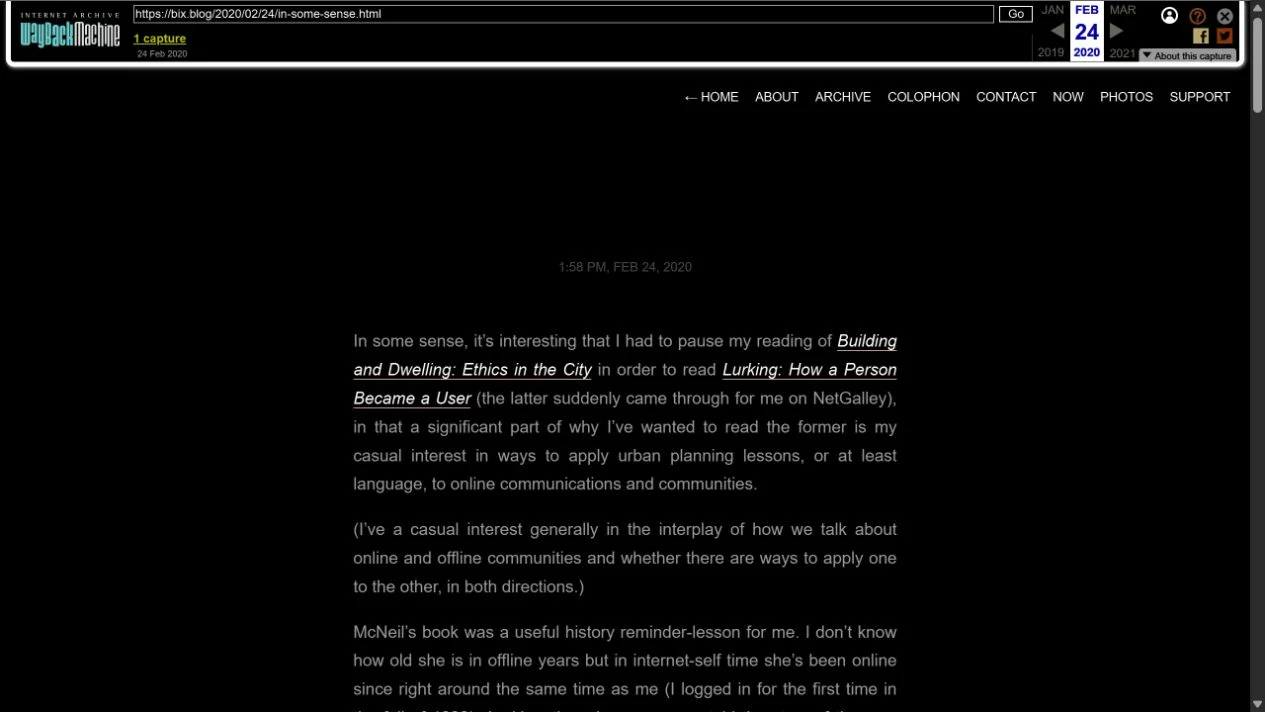 INTERNET ARCHIVE
WayBackMachine
https://bix.blog/2020/02/24/in-some-sense.html
Go
JAN FEB MAR
1 capture
24
24 Feb 2020
2019 2020 2021
About this capture
← HOME ABOUT ARCHIVE COLOPHON CONTACT NOW PHOTOS SUPPORT
1:58 PM, FEB 24, 2020
In some sense, it’s interesting that I had to pause my reading of Building
and Dwelling: Ethics in the City in order to read Lurking: How a Person
Became a User (the latter suddenly came through for me on NetGalley),
in that a significant part of why I’ve wanted to read the former is my
casual interest in ways to apply urban planning lessons, or at least
language, to online communications and communities.
(I’ve a casual interest generally in the interplay of how we talk about
online and offline communities and whether there are ways to apply one
to the other, in both directions.)
McNeil’s book was a useful history reminder-lesson for me. I don’t know
how old she is in offline years but in internet-self time she’s been online
since right around the same time as me (I logged in for the first time in